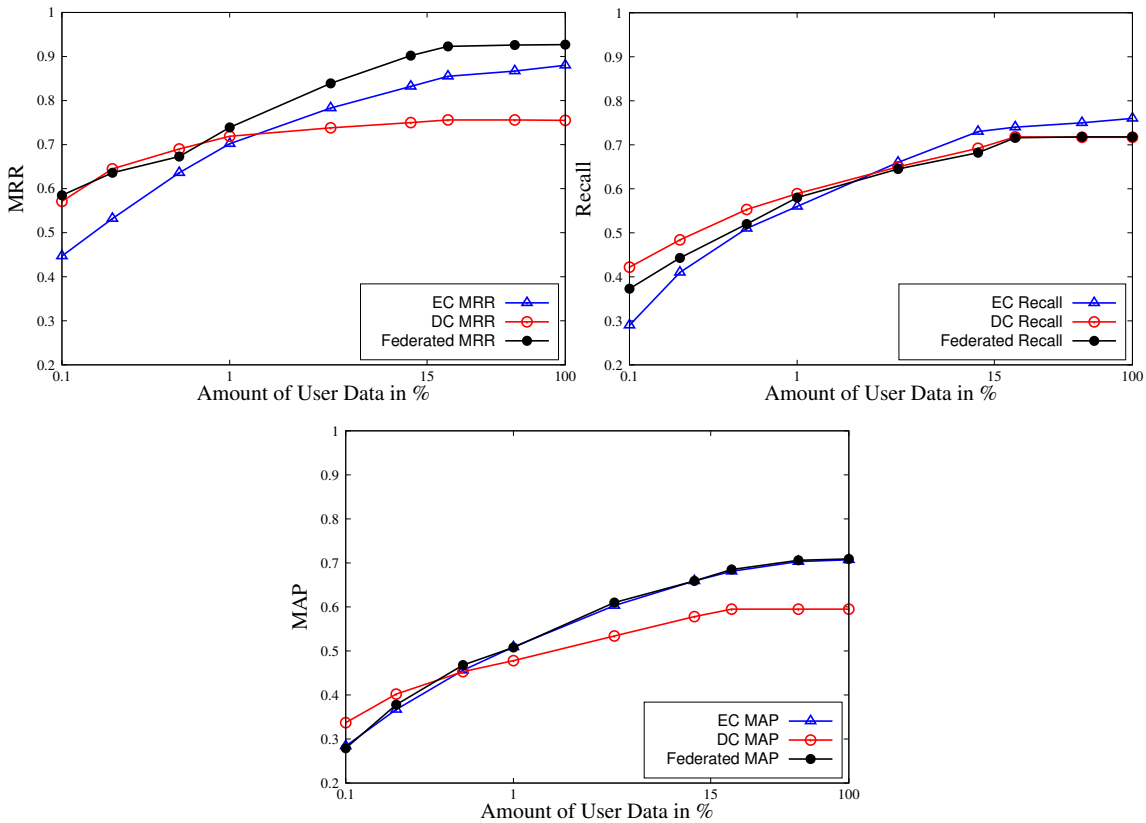 1
0.9
0.8
0.7
0.6
0.5
0.4
0.3
0.2
MRR
EC MRR
DC MRR
Federated MRR
0.1
1
15
100
Amount of User Data in %
1
0.9
0.8
0.7
0.6
0.5
0.4
0.3
0.2
Recall
EC Recall
DC Recall
Federated Recall
0.1
1
15
100
Amount of User Data in %
1
0.9
0.8
0.7
0.6
0.5
0.4
0.3
0.2
MAP
EC MAP
DC MAP
Federated MAP
0.1
1
15
100
Amount of User Data in %